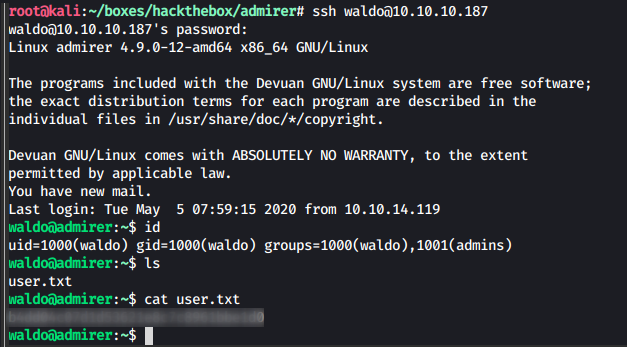 root@kali:~/boxes/hackthebox/admirer# ssh waldo@10.10.10.187
waldo@10.10.10.187's password:
Linux admirer 4.9.0-12-amd64 x86_64 GNU/Linux
The programs included with the Devuan GNU/Linux system are free software;
the exact distribution terms for each program are described in the
individual files in /usr/share/doc/*/copyright.
Devuan GNU/Linux comes with ABSOLUTELY NO WARRANTY, to the extent
permitted by applicable law.
You have new mail.
Last login: Tue May  5 07:59:15 2020 from 10.10.14.119
waldo@admirer:~$ id
uid=1000(waldo) gid=1000(waldo) groups=1000(waldo),1001(admins)
waldo@admirer:~$ ls
user.txt
waldo@admirer:~$ cat user.txt
waldo@admirer:~$